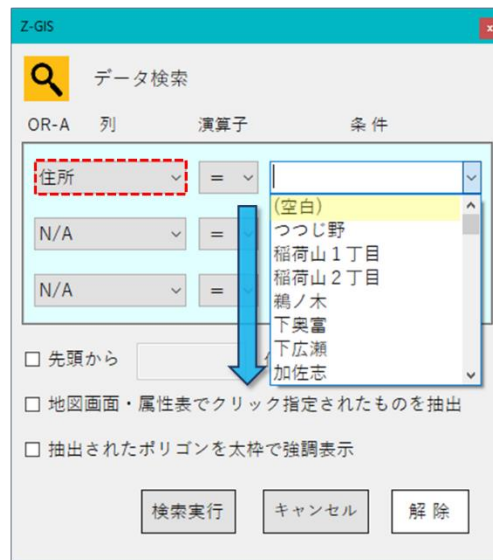 Z-GIS
x
データ検索
OR-A 列 演算子 条件
住所 =
(空白)
つつじ野
稲荷山１丁目
稲荷山２丁目
鵜ノ木
下奥富
下広瀬
加佐志
N/A =
N/A =
□ 先頭から
□ 地図画面・属性表でクリック指定されたものを抽出
□ 抽出されたポリゴンを太枠で強調表示
検索実行 キャンセル 解除